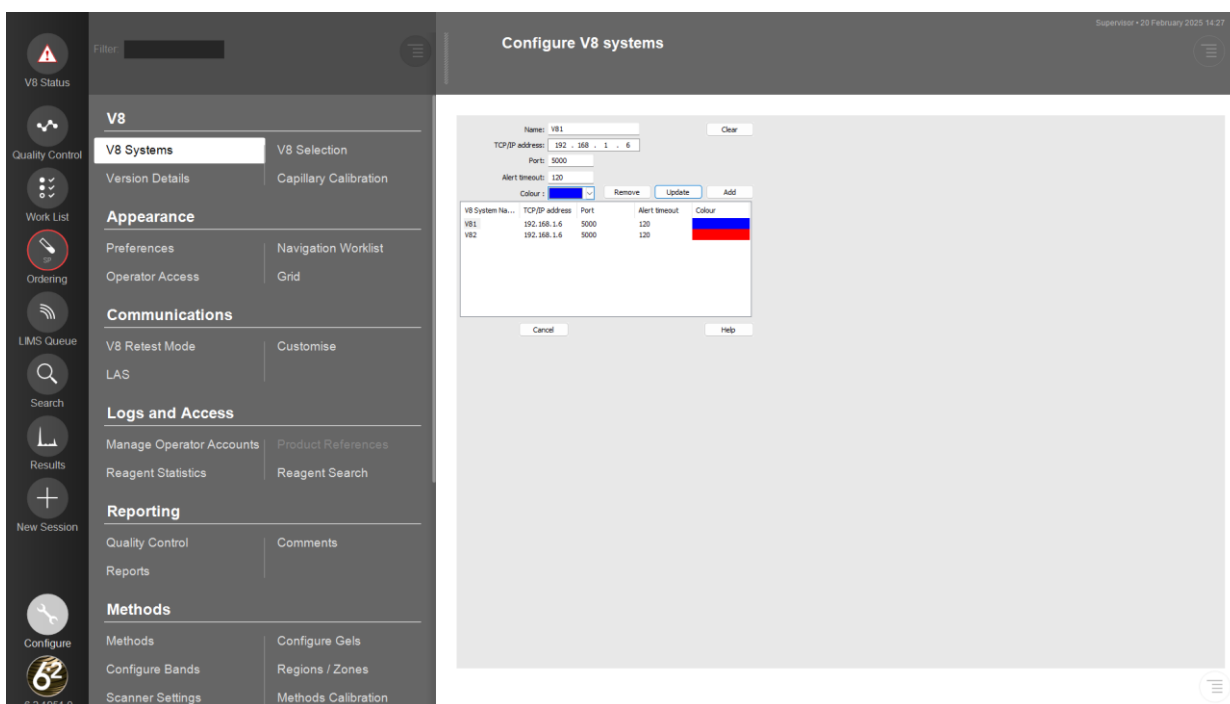 Supervisor • 20 February 2025 14:27
V8 Status
Quality Control
Work List
SP
Ordering
LIMS Queue
Search
Results
New Session
Configure
Filter:
V8
V8 Systems V8 Selection
Version Details Capillary Calibration
Appearance
Preferences Navigation Worklist
Operator Access Grid
Communications
V8 Retest Mode Customise
LAS
Logs and Access
Manage Operator Accounts Product References
Reagent Statistics Reagent Search
Reporting
Quality Control Comments
Reports
Methods
Methods Configure Gels
Configure Bands Regions / Zones
Scanner Settings Methods Calibration
Configure V8 systems
Name: V81 Clear
TCP/IP address: 192 . 168 . 1 . 6
Port: 5000
Alert timeout: 120
Colour : Remove Update Add
V8 System Na... TCP/IP address Port Alert timeout Colour
V81 192.168.1.6 5000 120
V82 192.168.1.6 5000 120
Cancel Help